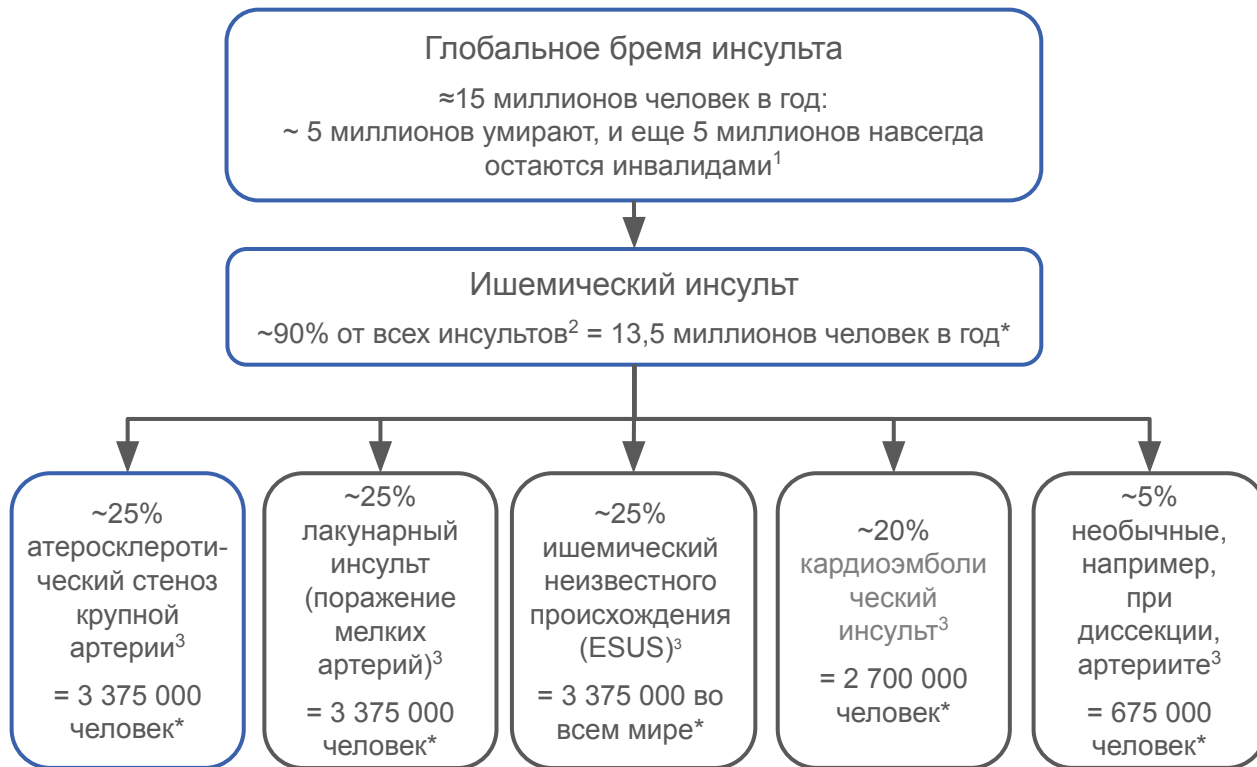 Глобальное бремя инсульта
≈15 миллионов человек в год:
~ 5 миллионов умирают, и еще 5 миллионов навсегда
остаются инвалидами¹
Ишемический инсульт
~90% от всех инсультов² = 13,5 миллионов человек в год*
~25%
атеросклероти-
ческий стеноз
крупной
артерии³
= 3 375 000
человек*
~25%
лакунарный
инсульт
(поражение
мелких
артерий)³
= 3 375 000
человек*
~25%
ишемический
неизвестного
происхождения
(ESUS)³
= 3 375 000 во
всем мире*
~20%
кардиоэмболи
ческий
инсульт³
= 2 700 000
человек*
~5%
необычные,
например,
при
диссекции,
артериите³
= 675 000
человек*